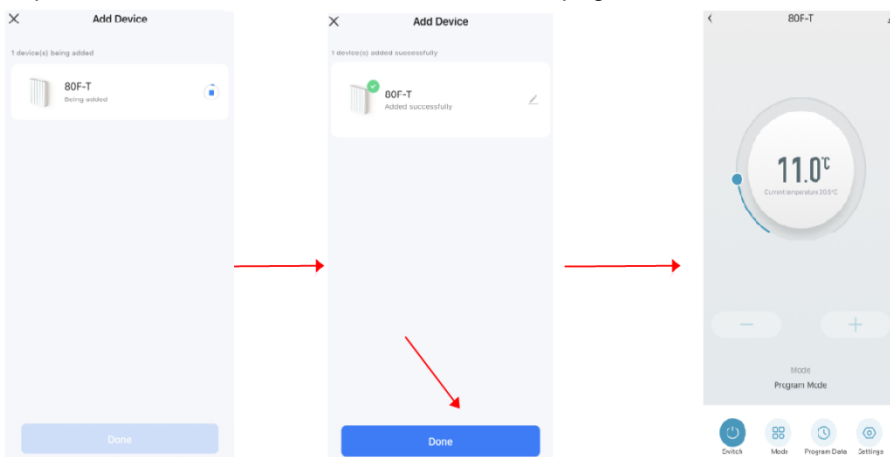 Add Device
1 device(s) being added
80F-T
Being added
Done
Add Device
1 device(s) added successfully
80F-T
Added successfully
Done
80F-T
11.0℃
Current temperature 20.5°C
Mode
Program Mode
Switch
Mode
Program Data
Settings